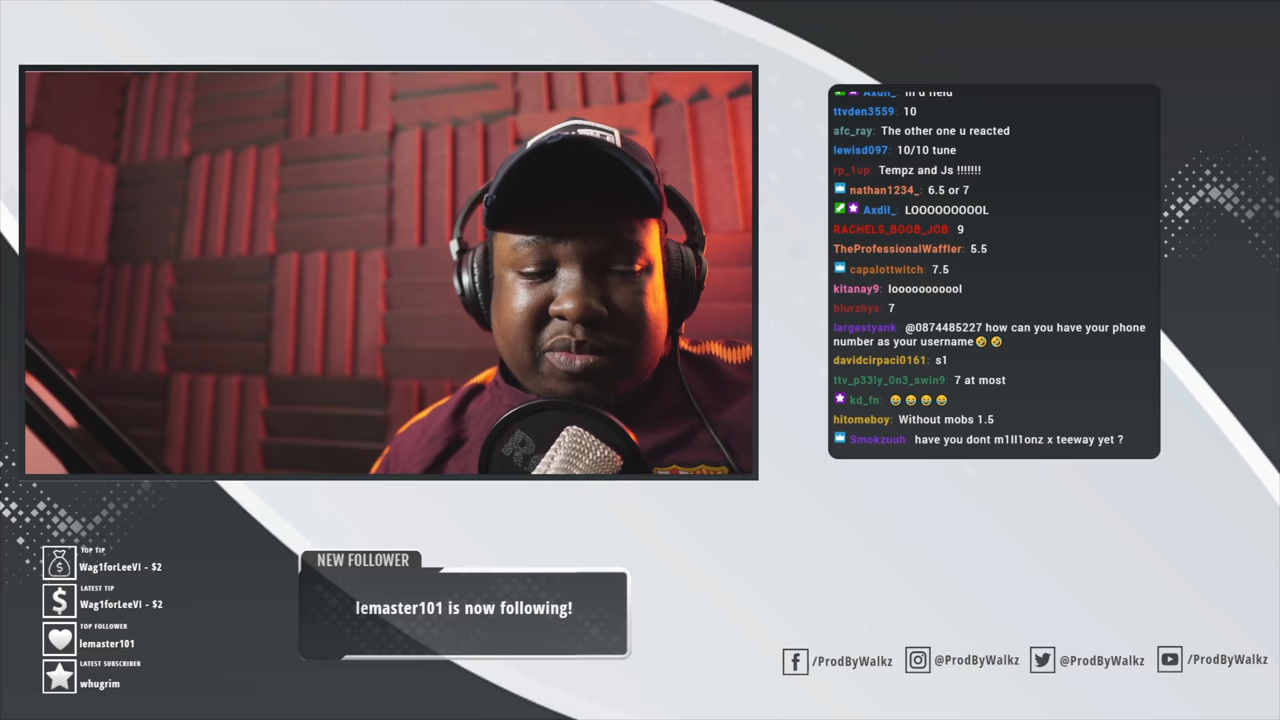 Axdil_: in u field
ttvden3559: 10
afc_ray: The other one u reacted
lewisd097: 10/10 tune
rp_1up: Tempz and Js !!!!!!!
nathan1234_: 6.5 or 7
Axdil_: LOOOOOOOOOL
RACHELS_BOOB_JOB: 9
TheProfessionalWaffler: 5.5
capalottwitch: 7.5
kitanay9: loooooooool
blurzhys: 7
largestyank: @0874485227 how can you have your phone
number as your username🤣 🤣
davidcirpaci0161: s1
ttv_p33ly_0n3_swin9: 7 at most
kd_fn: 😂 😂 😂 😂
hitomeboy: Without mobs 1.5
Smokzuuh: have you dont m1ll1onz x teeway yet ?
TOP TIP
Wag1forLeeVI - $2
LATEST TIP
Wag1forLeeVI - $2
TOP FOLLOWER
lemaster101
LATEST SUBSCRIBER
whugrim
NEW FOLLOWER
lemaster101 is now following!
/ProdByWalkz @ProdByWalkz @ProdByWalkz /ProdByWalkz